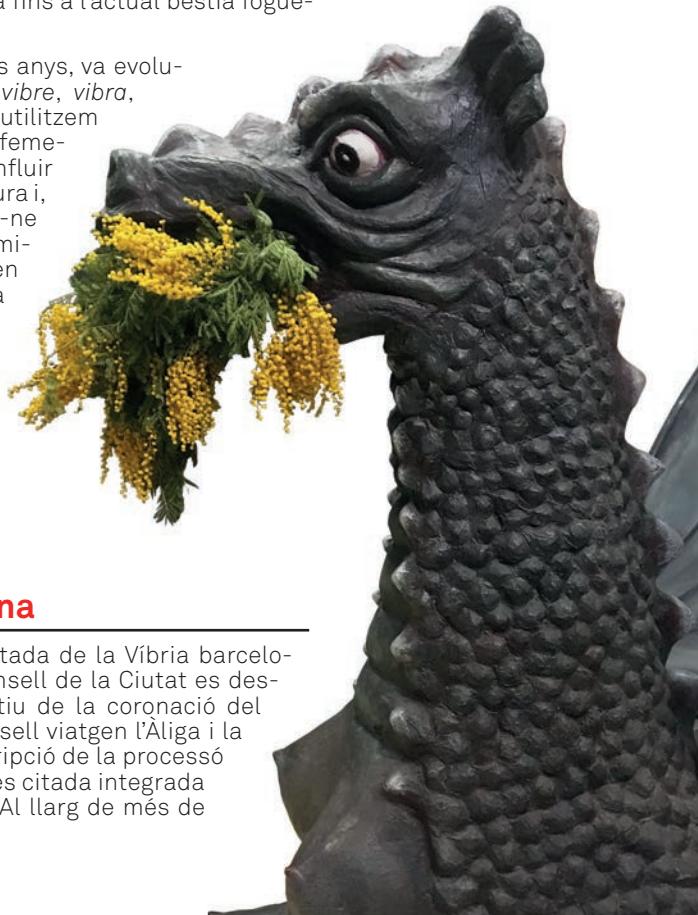 fins a l'actual bèstia fogue-
s anys, va evolu-
vibre, vibra,
utilitzem
feme-
nfluir
ura i,
-ne
mi-
en
a
na
tada de la Víbria barcelo-
nsell de la Ciutat es des-
tiu de la coronació del
sell viatgen l'Àliga i la
ripció de la processó
es citada integrada
Al llarg de més de